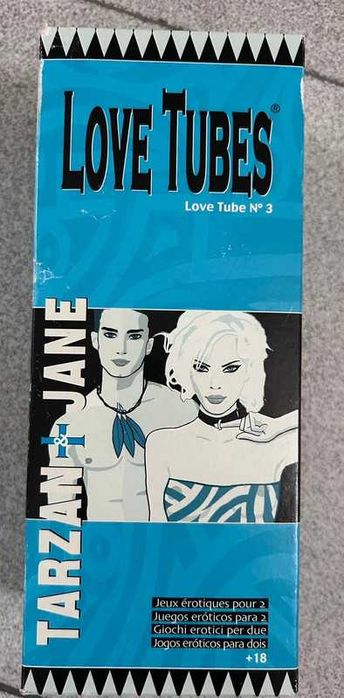 LOVE TUBES®
Love Tube Nº 3
TARZAN & JANE
Jeux érotiques pour 2
Juegos eróticos para 2
Giochi erotici per due
Jogos eróticos para dois
+18